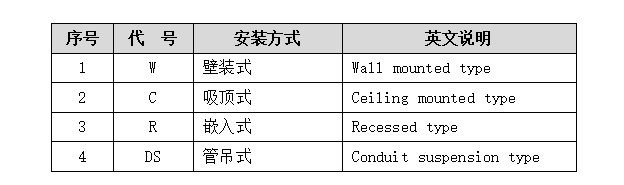 序号 代 号 安装方式 英文说明
1 W 壁装式 Wall mounted type
2 C 吸顶式 Ceiling mounted type
3 R 嵌入式 Recessed type
4 DS 管吊式 Conduit suspension type